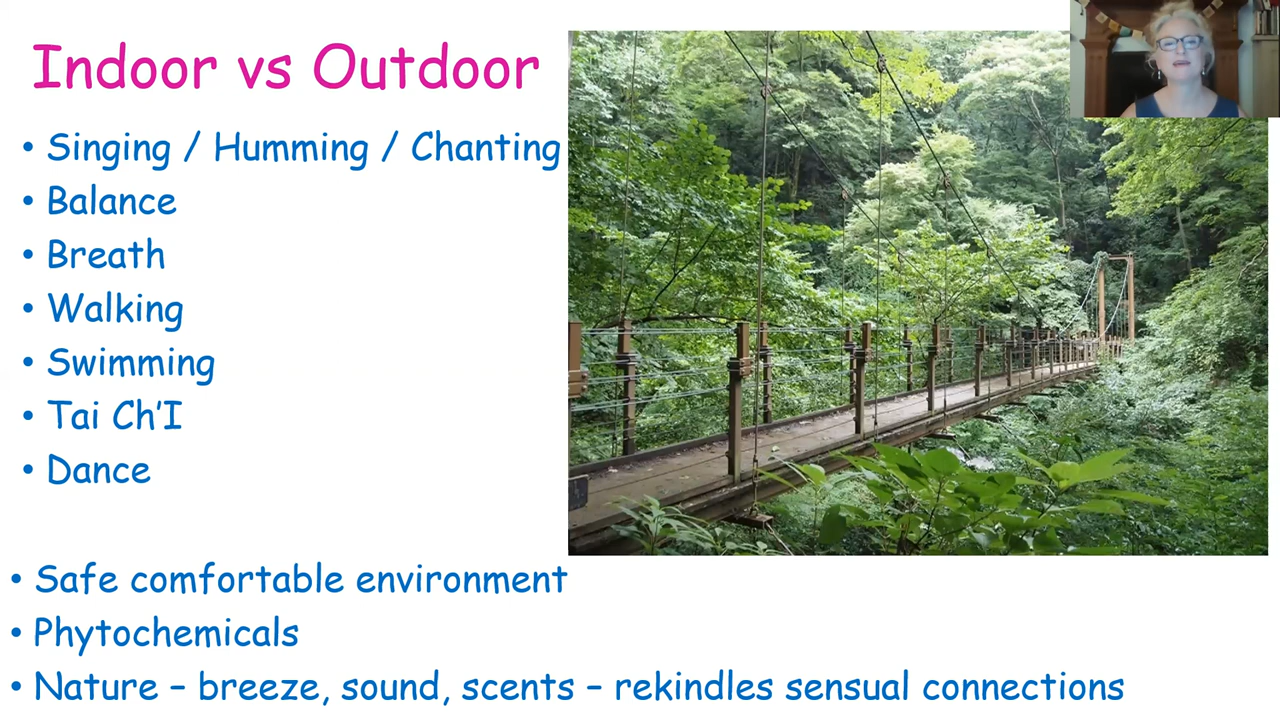 Indoor vs Outdoor
• Singing / Humming / Chanting
• Balance
• Breath
• Walking
• Swimming
• Tai Ch'I
• Dance
• Safe comfortable environment
• Phytochemicals
• Nature – breeze, sound, scents – rekindles sensual connections